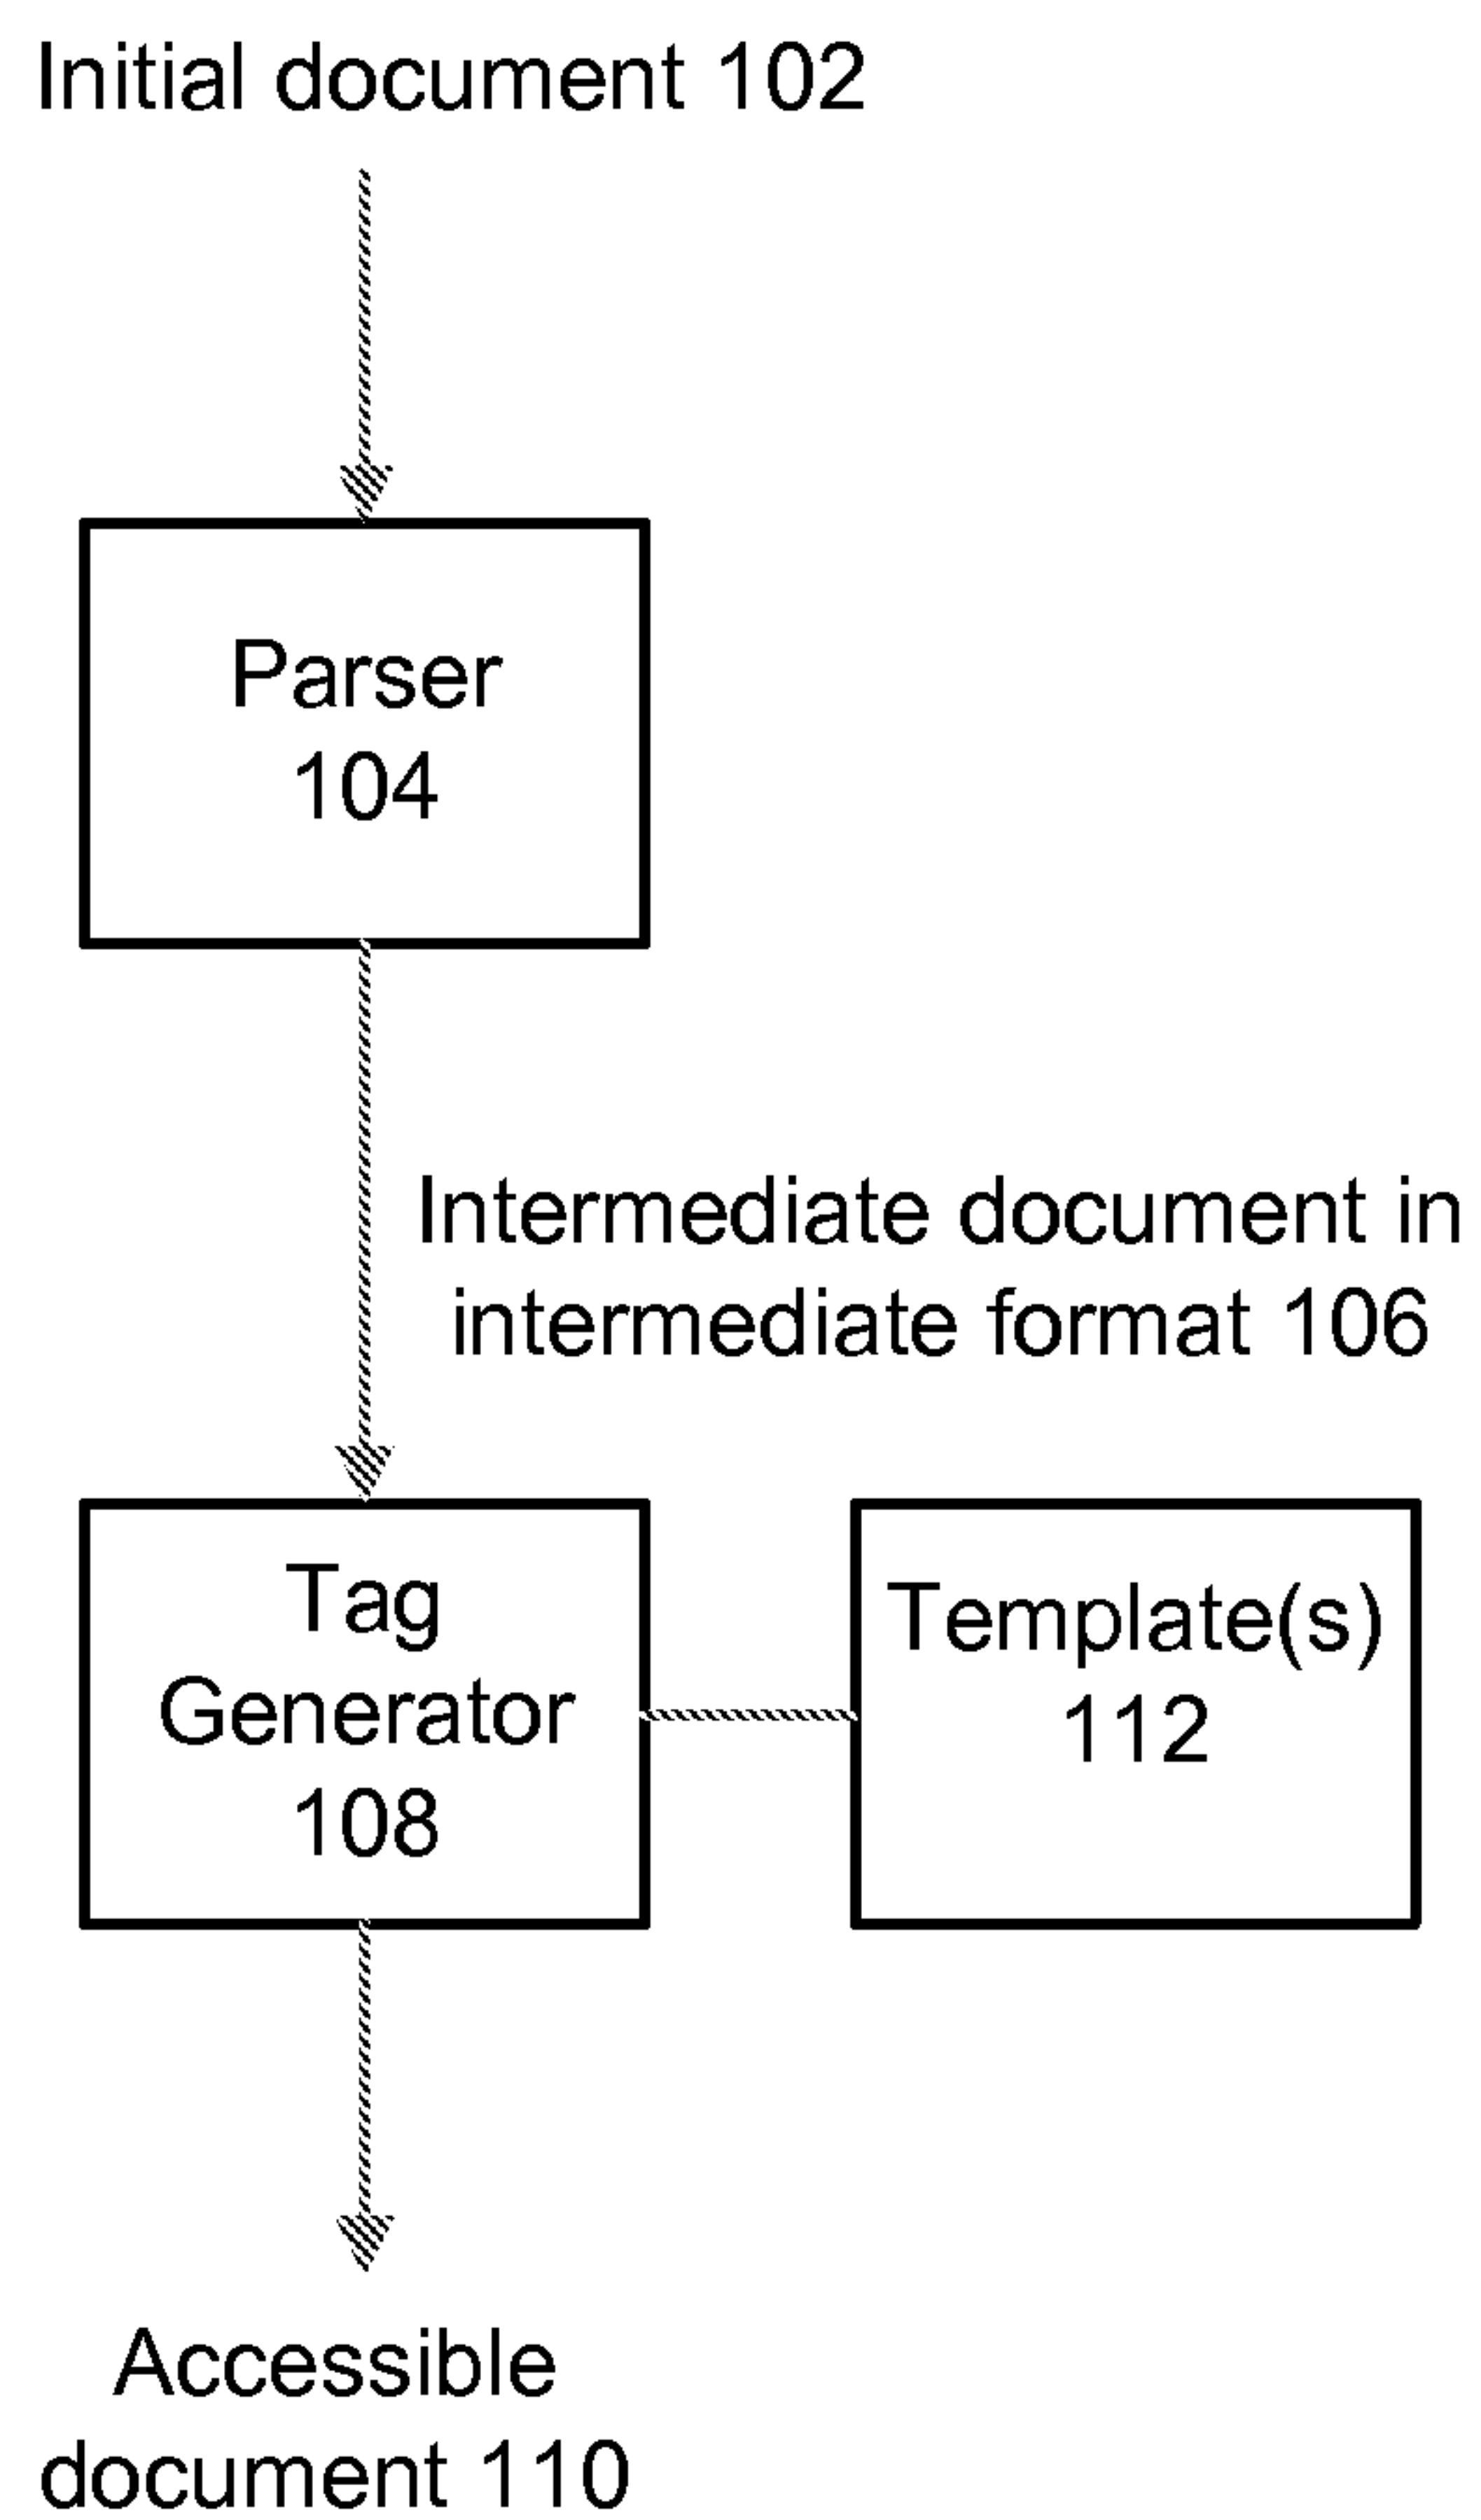 Initial document 102
Parser
104
Intermediate document in
intermediate format 106
Tag
Generator
108
Template(s)
112
Accessible
document 110